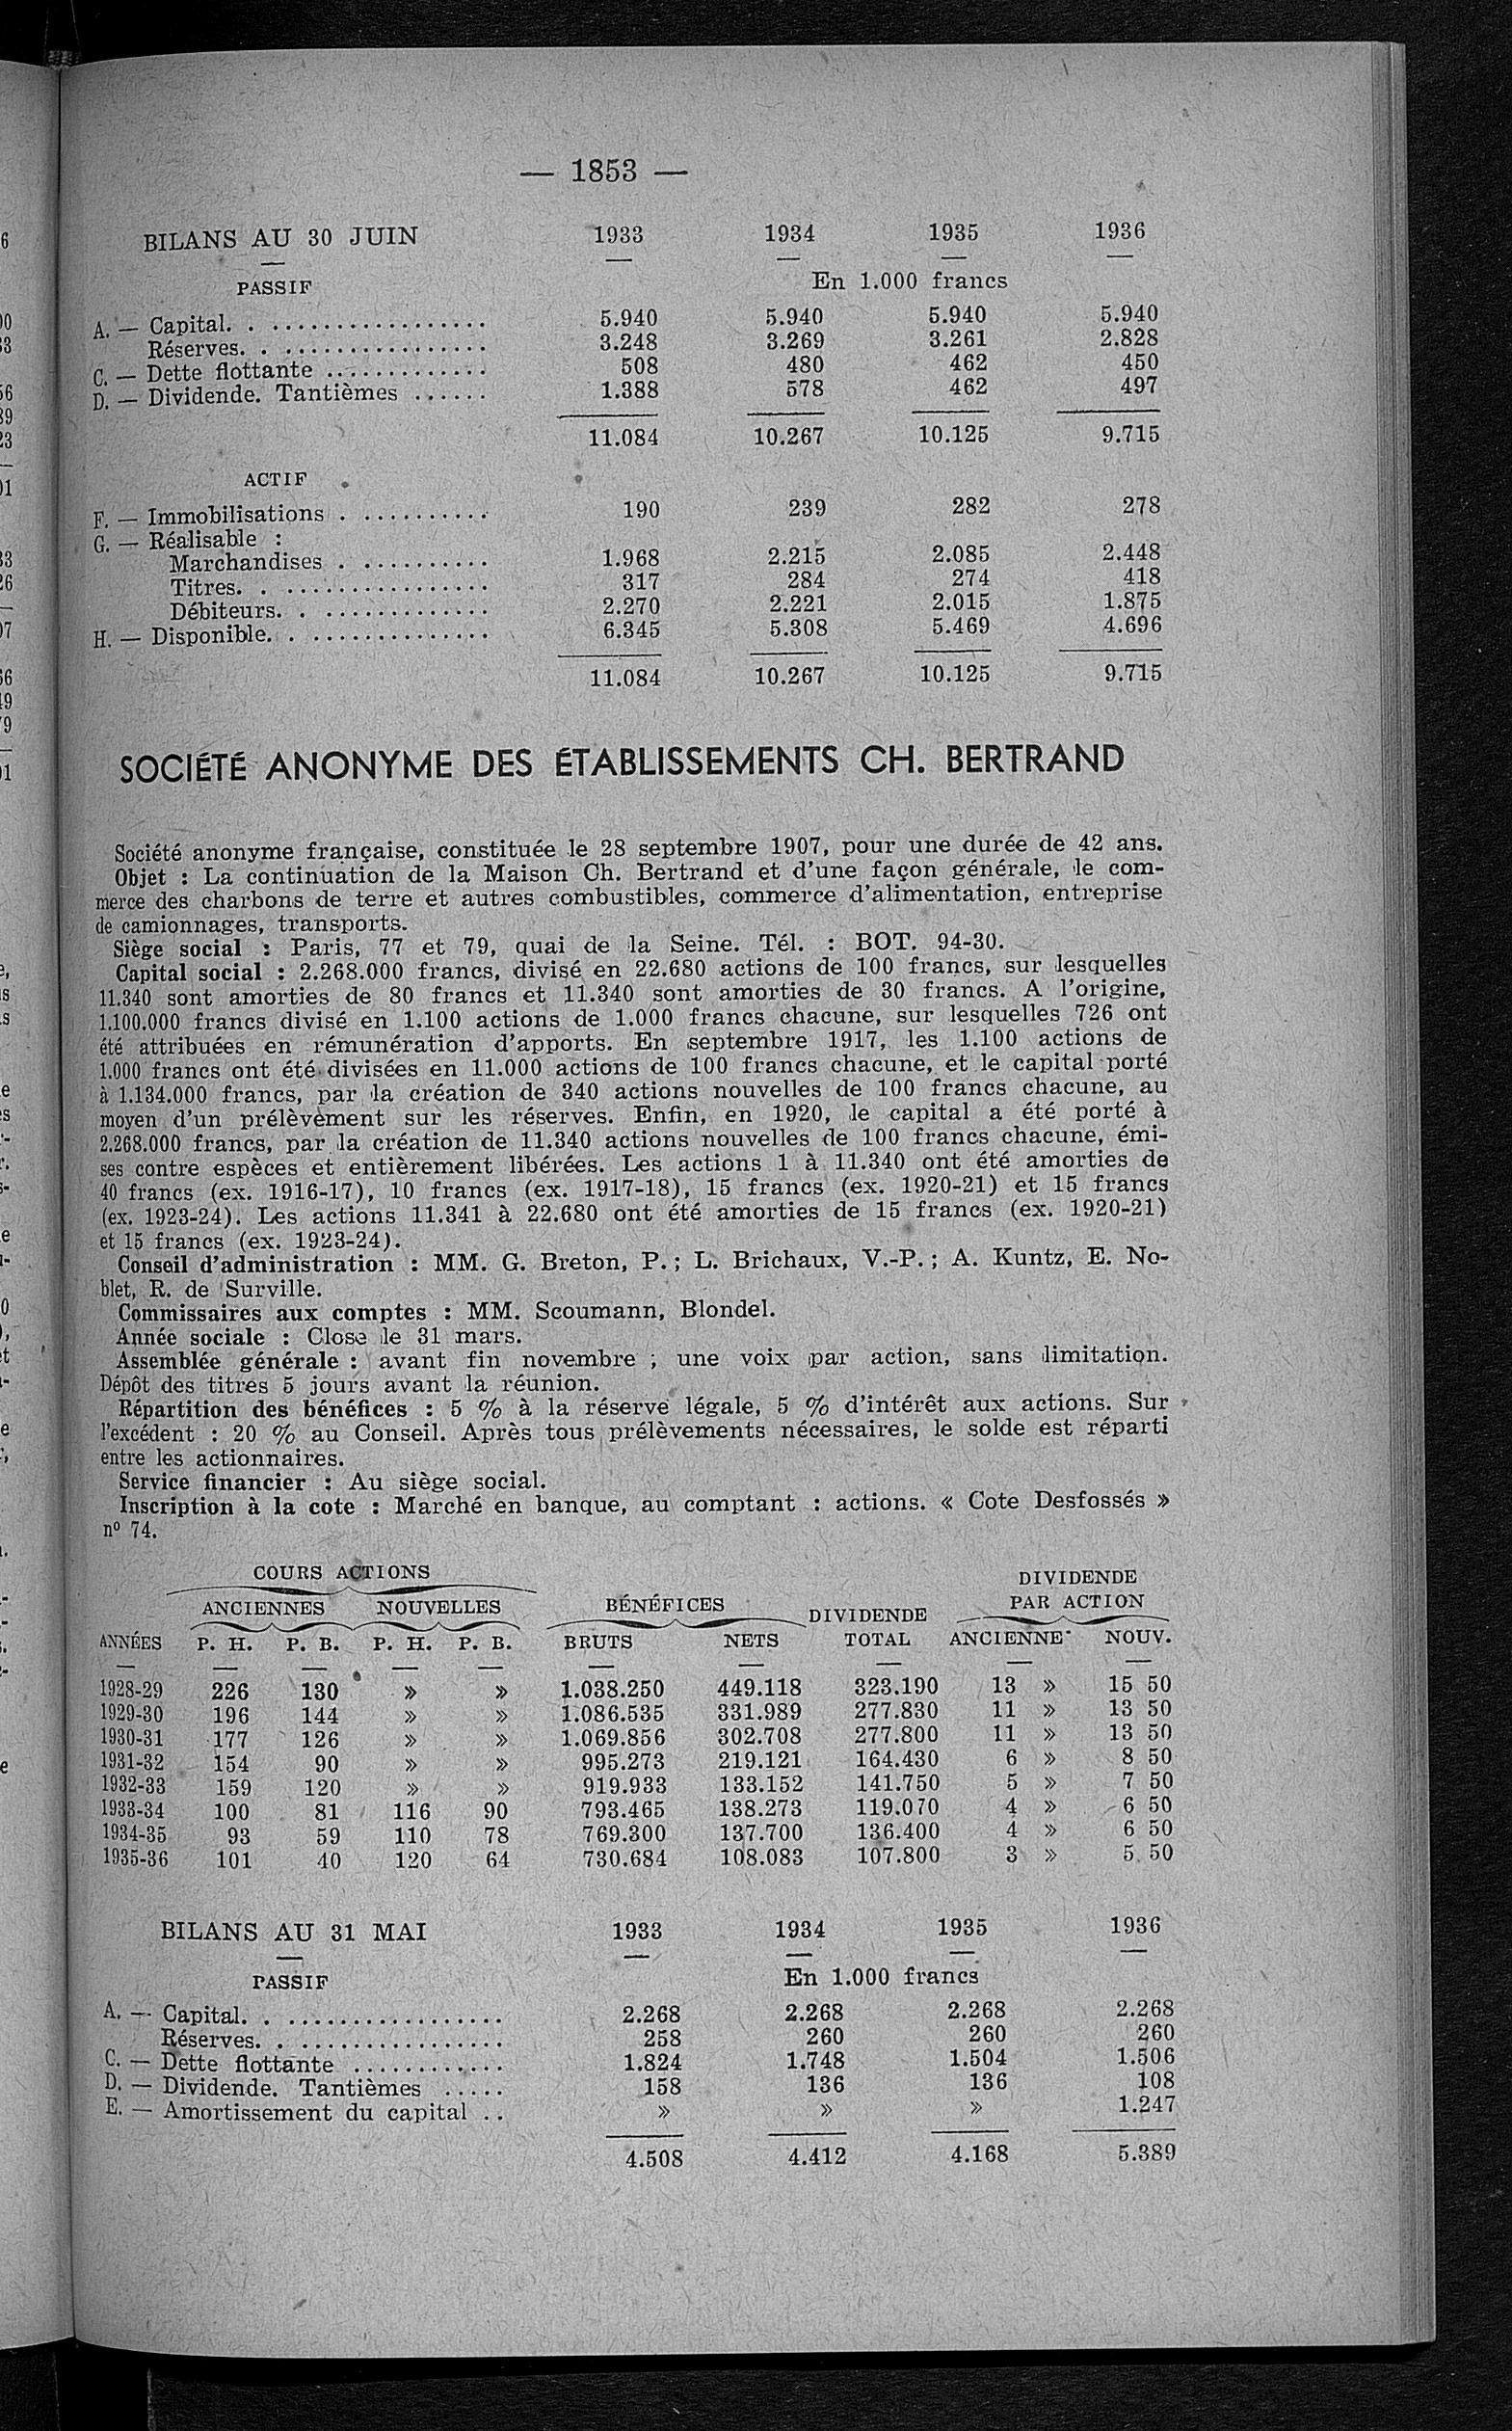 — 1853 —
BILANS AU 30 JUIN 1933 1934 1935 1936
PASSIF En 1.000 francs
A. — Capital. . . . . . . . . . . . . . . . . . . 5.940 5.940 5.940 5.940
Réserves. . . . . . . . . . . . . . . . . . 3.248 3.269 3.261 2.828
C. — Dette flottante . . . . . . . . . . . . . 508 480 462 450
D. — Dividende. Tantièmes . . . . . . 1.388 578 462 497
11.084 10.267 10.125 9.715
ACTIF
F. — Immobilisations . . . . . . . . . . . 190 239 282 278
G. — Réalisable :
Marchandises . . . . . . . . . . . 1.968 2.215 2.085 2.448
Titres. . . . . . . . . . . . . . . . . . 317 284 274 418
Débiteurs. . . . . . . . . . . . . . . 2.270 2.221 2.015 1.875
H. — Disponible. . . . . . . . . . . . . . . . 6.345 5.308 5.469 4.696
11.084 10.267 10.125 9.715
SOCIÉTÉ ANONYME DES ÉTABLISSEMENTS CH. BERTRAND
Société anonyme française, constituée le 28 septembre 1907, pour une durée de 42 ans.
Objet : La continuation de la Maison Ch. Bertrand et d'une façon générale, le com-
merce des charbons de terre et autres combustibles, commerce d'alimentation, entreprise
de camionnages, transports.
Siège social : Paris, 77 et 79, quai de la Seine. Tél. : BOT. 94-30.
Capital social : 2.268.000 francs, divisé en 22.680 actions de 100 francs, sur lesquelles
11.340 sont amorties de 80 francs et 11.340 sont amorties de 30 francs. A l'origine,
1.100.000 francs divisé en 1.100 actions de 1.000 francs chacune, sur lesquelles 726 ont
été attribuées en rémunération d'apports. En septembre 1917, les 1.100 actions de
1.000 francs ont été divisées en 11.000 actions de 100 francs chacune, et le capital porté
à 1.134.000 francs, par la création de 340 actions nouvelles de 100 francs chacune, au
moyen d'un prélèvement sur les réserves. Enfin, en 1920, le capital a été porté à
2.268.000 francs, par la création de 11.340 actions nouvelles de 100 francs chacune, émi-
ses contre espèces et entièrement libérées. Les actions 1 à 11.340 ont été amorties de
40 francs (ex. 1916-17), 10 francs (ex. 1917-18), 15 francs (ex. 1920-21) et 15 francs
(ex. 1923-24). Les actions 11.341 à 22.680 ont été amorties de 15 francs (ex. 1920-21)
et 15 francs (ex. 1923-24).
Conseil d'administration : MM. G. Breton, P. ; L. Brichaux, V.-P. ; A. Kuntz, E. No-
blet, R. de Surville.
Commissaires aux comptes : MM. Scoumann, Blondel.
Année sociale : Close le 31 mars.
Assemblée générale : avant fin novembre ; une voix par action, sans limitation.
Dépôt des titres 5 jours avant la réunion.
Répartition des bénéfices : 5 % à la réserve légale, 5 % d'intérêt aux actions. Sur
l'excédent : 20 % au Conseil. Après tous prélèvements nécessaires, le solde est réparti
entre les actionnaires.
Service financier : Au siège social.
Inscription à la cote : Marché en banque, au comptant : actions. « Cote Desfossés »
n° 74.
COURS ACTIONS DIVIDENDE
ANCIENNES NOUVELLES BÉNÉFICES DIVIDENDE PAR ACTION
ANNÉES P. H. P. B. P. H. P. B. BRUTS NETS TOTAL ANCIENNE NOUV.
1928-29 226 130 » » 1.038.250 449.118 323.190 13 » 15 50
1929-30 196 144 » » 1.086.535 331.989 277.830 11 » 13 50
1930-31 177 126 » » 1.069.856 302.708 277.800 11 » 13 50
1931-32 154 90 » » 995.273 219.121 164.430 6 » 8 50
1932-33 159 120 » » 919.933 133.152 141.750 5 » 7 50
1933-34 100 81 116 90 793.465 138.273 119.070 4 » 6 50
1934-35 93 59 110 78 769.300 137.700 136.400 4 » 6 50
1935-36 101 40 120 64 730.684 108.083 107.800 3 » 5 50
BILANS AU 31 MAI 1933 1934 1935 1936
PASSIF En 1.000 francs
A. — Capital. . . . . . . . . . . . . . . . . . . 2.268 2.268 2.268 2.268
Réserves. . . . . . . . . . . . . . . . . . 258 260 260 260
C. — Dette flottante . . . . . . . . . . . . 1.824 1.748 1.504 1.506
D. — Dividende. Tantièmes . . . . . 158 136 136 108
E. — Amortissement du capital . . » » » 1.247
4.508 4.412 4.168 5.389